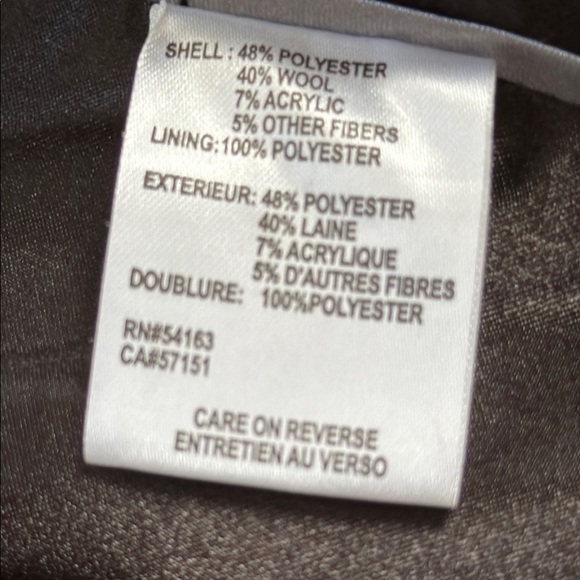 SHELL: 48% POLYESTER
40% WOOL
7% ACRYLIC
5% OTHER FIBERS
LINING:100% POLYESTER
EXTERIEUR: 48% POLYESTER
40% LAINE
7% ACRYLIQUE
5% D'AUTRES FIBRES
DOUBLURE: 100%POLYESTER
RN#54163
CA#57151
CARE ON REVERSE
ENTRETIEN AU VERSO